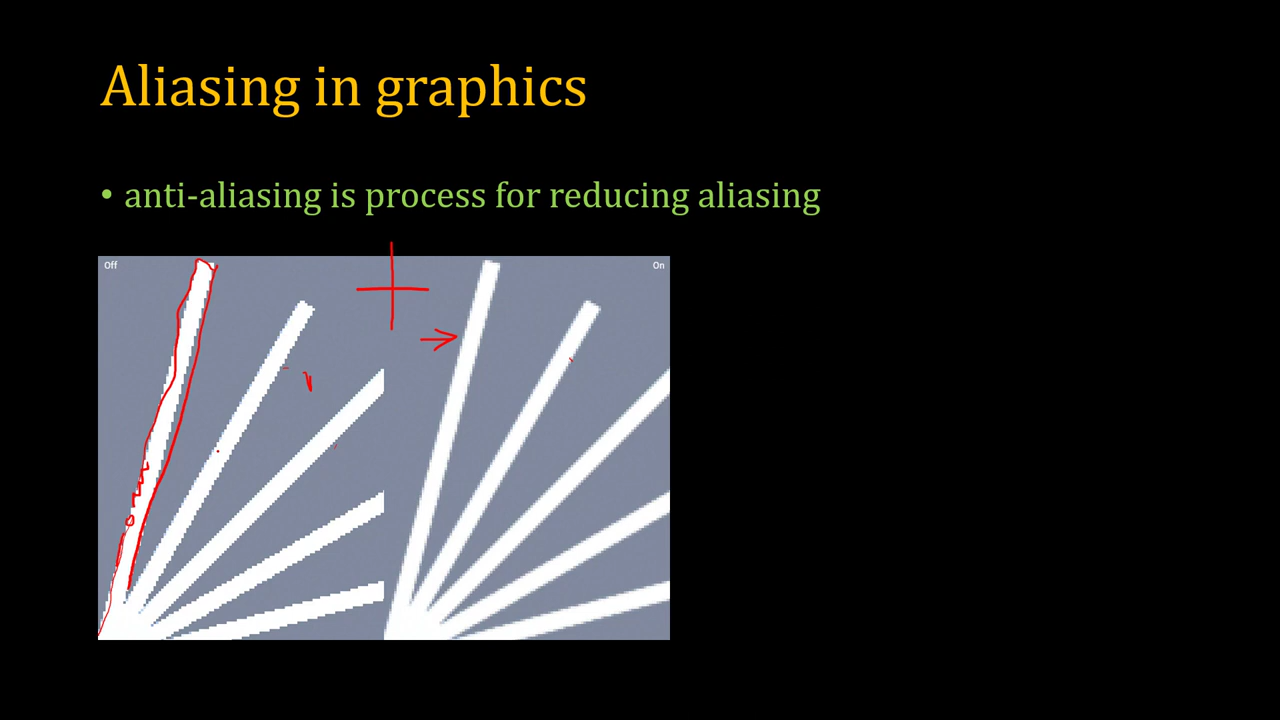 Aliasing in graphics
• anti-aliasing is process for reducing aliasing
Off
On